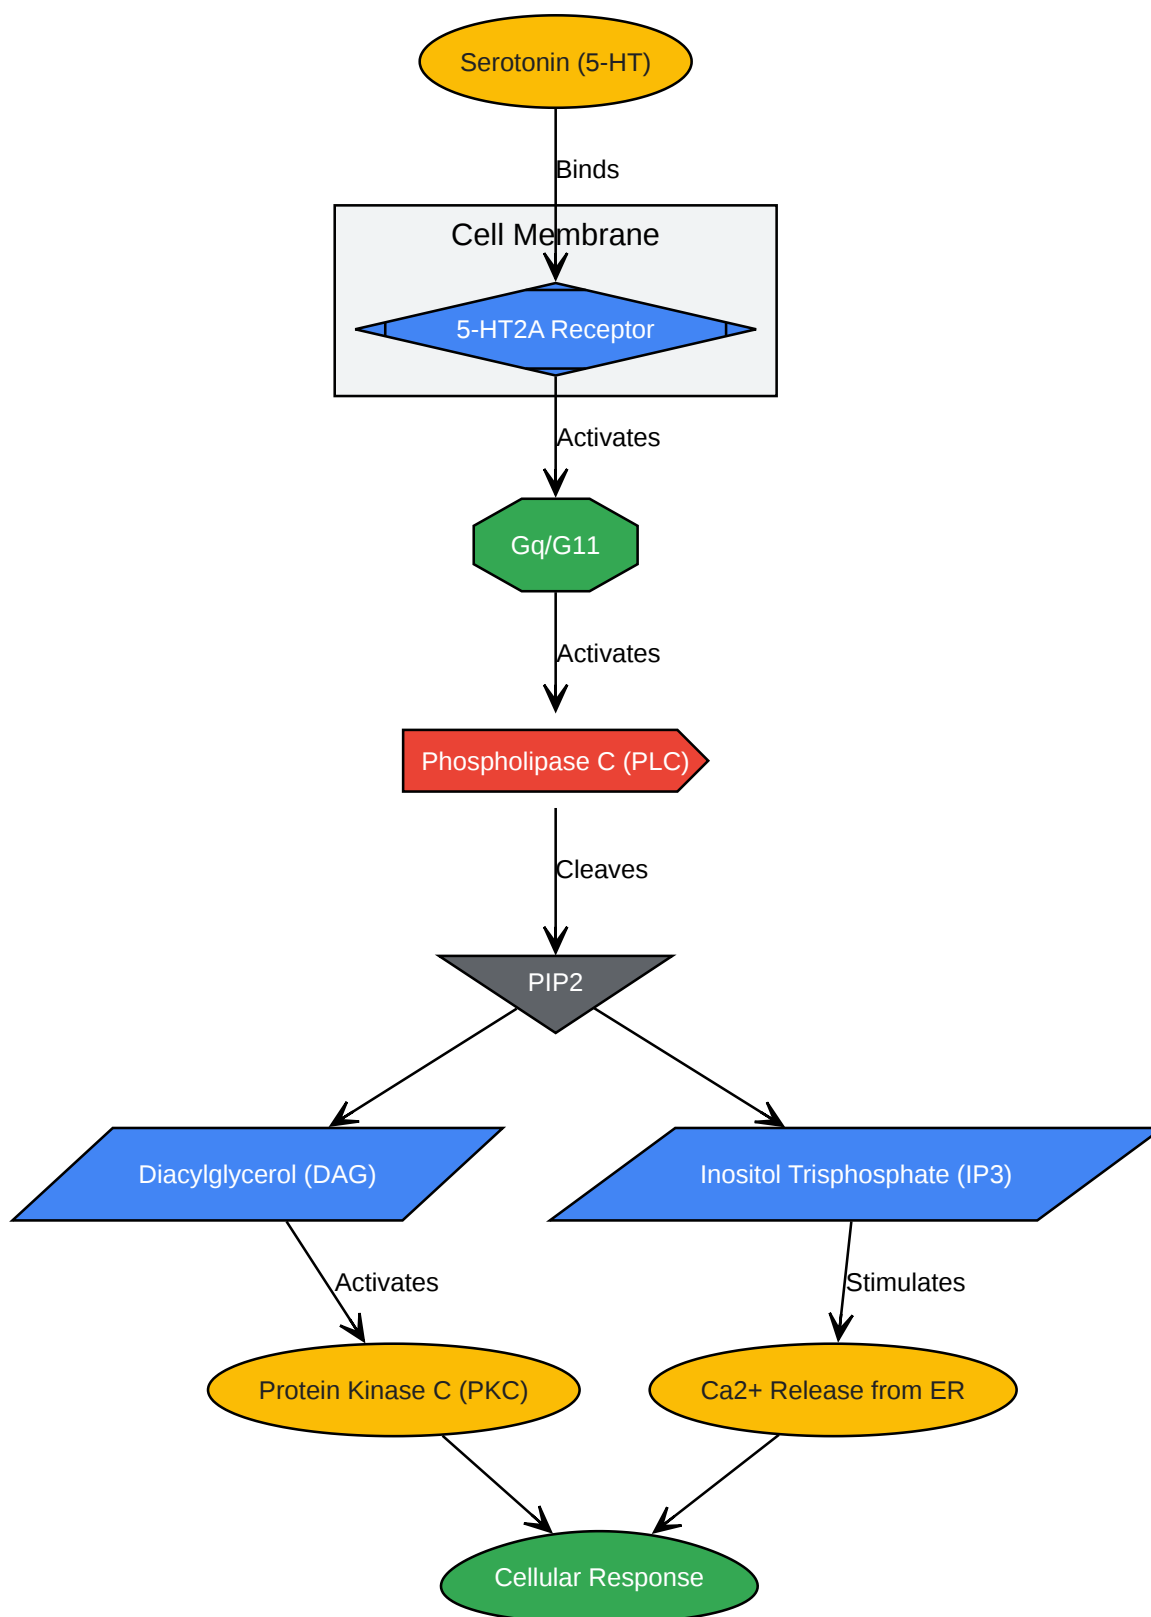 Serotonin (5-HT)
Binds
Cell Membrane
5-HT2A Receptor
Activates
Gq/G11
Activates
Phospholipase C (PLC)
Cleaves
PIP2
Diacylglycerol (DAG)
Inositol Trisphosphate (IP3)
Activates
Stimulates
Protein Kinase C (PKC)
Ca2+ Release from ER
Cellular Response